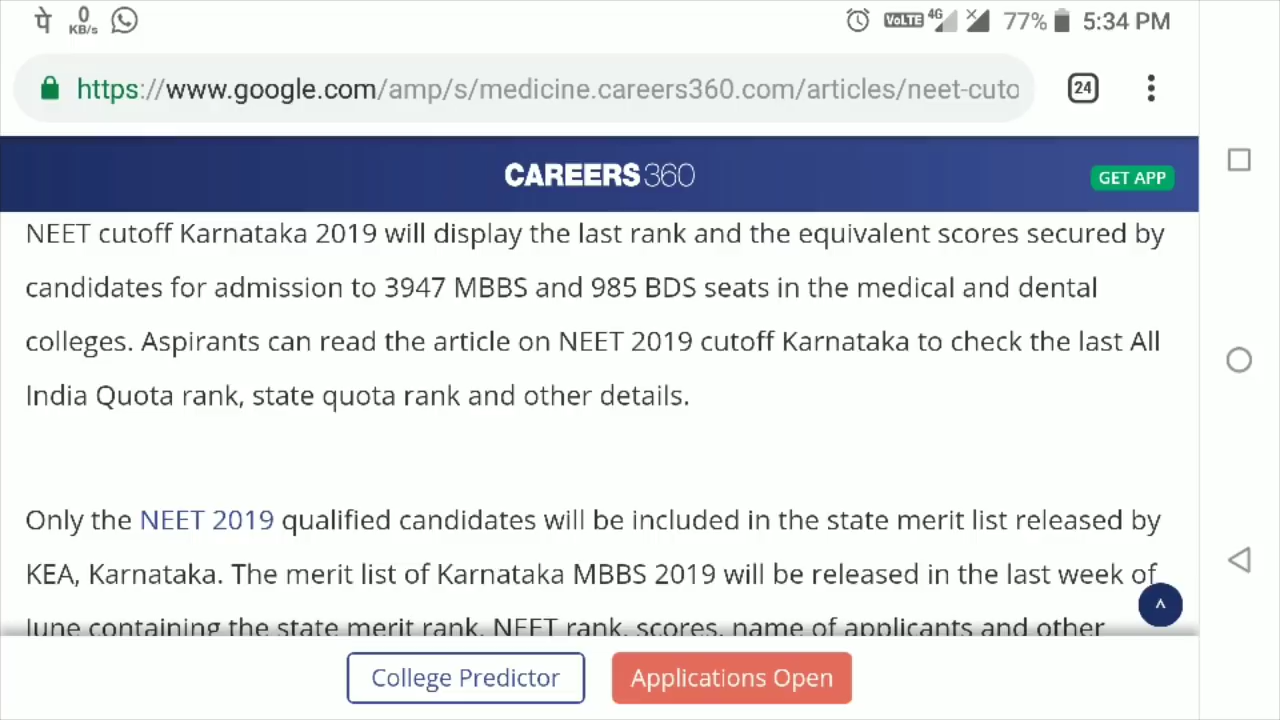 पे 0 KB/s VoLTE 4G 77% 5:34 PM
https://www.google.com/amp/s/medicine.careers360.com/articles/neet-cuto 24
CAREERS360
GET APP
NEET cutoff Karnataka 2019 will display the last rank and the equivalent scores secured by
candidates for admission to 3947 MBBS and 985 BDS seats in the medical and dental
colleges. Aspirants can read the article on NEET 2019 cutoff Karnataka to check the last All
India Quota rank, state quota rank and other details.
Only the NEET 2019 qualified candidates will be included in the state merit list released by
KEA, Karnataka. The merit list of Karnataka MBBS 2019 will be released in the last week of
June containing the state merit rank, NEET rank, scores, name of applicants and other
College Predictor
Applications Open